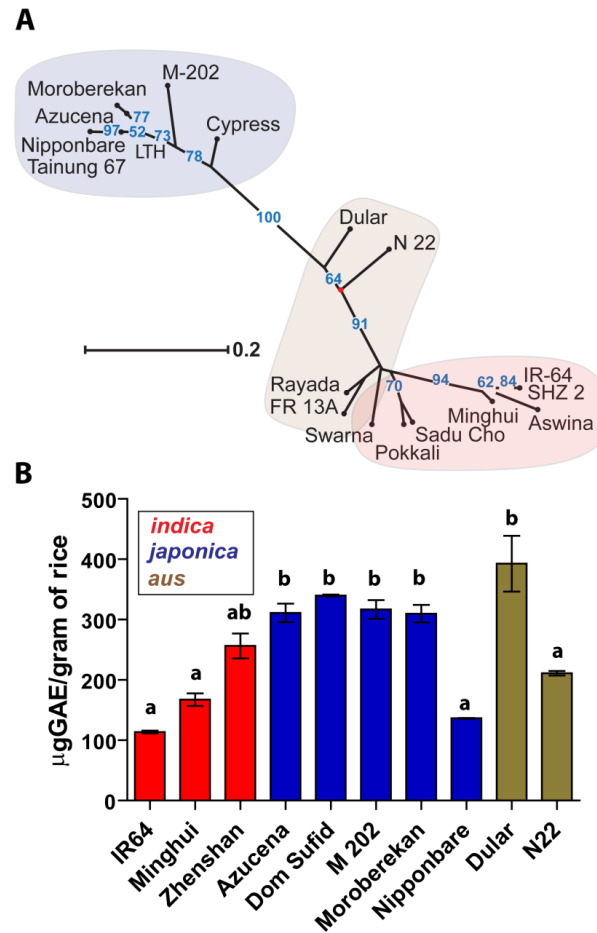 A
M-202
Moroberekan
77
Azucena
Cypress
97 52 73
Nipponbare LTH 78
Tainung 67
100
Dular
N 22
64
91
0.2
Rayada 70 94 62 84 IR-64
FR 13A SHZ 2
Minghui
Aswina
Swarna Sadu Cho
Pokkali
B
500
400
300
200
100
0
µgGAE/gram of rice
indica
japonica
aus
a a ab b b b b a b a
IR64 Minghui Zhenshan Azucena Dom Sufid M 202 Moroberekan Nipponbare Dular N22